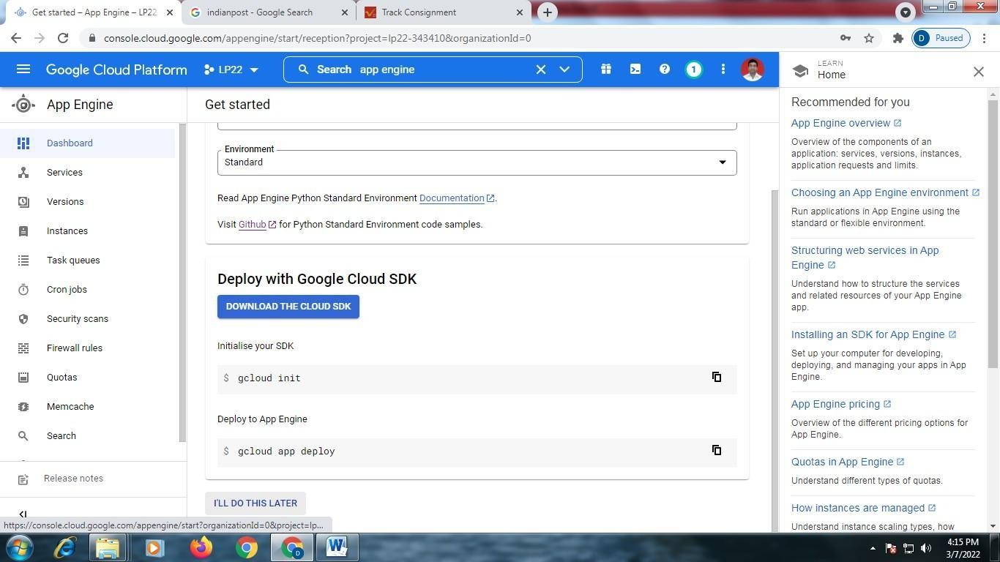 Get started – App Engine – LP22
indianpost - Google Search
Track Consignment
console.cloud.google.com/appengine/start/reception?project=lp22-343410&organizationId=0
D Paused
Google Cloud Platform
LP22
Search app engine
1
LEARN
Home
App Engine
Dashboard
Services
Versions
Instances
Task queues
Cron jobs
Security scans
Firewall rules
Quotas
Memcache
Search
Release notes
Get started
Environment
Standard
Read App Engine Python Standard Environment Documentation.
Visit Github for Python Standard Environment code samples.
Deploy with Google Cloud SDK
DOWNLOAD THE CLOUD SDK
Initialise your SDK
$ gcloud init
Deploy to App Engine
$ gcloud app deploy
I'LL DO THIS LATER
Recommended for you
App Engine overview
Overview of the components of an
application: services, versions, instances,
application requests and limits.
Choosing an App Engine environment
Run applications in App Engine using the
standard or flexible environment.
Structuring web services in App
Engine
Understand how to structure the services
and related resources of your App Engine
app.
Installing an SDK for App Engine
Set up your computer for developing,
deploying, and managing your apps in App
Engine.
App Engine pricing
Overview of the different pricing options for
App Engine.
Quotas in App Engine
Understand different types of quotas.
How instances are managed
Understand instance scaling types, how
https://console.cloud.google.com/appengine/start?organizationId=0&project=lp...
D
W
4:15 PM
3/7/2022